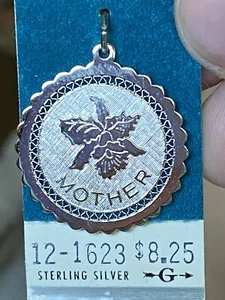 MOTHER
12-1623 $8.25
STERLING SILVER G